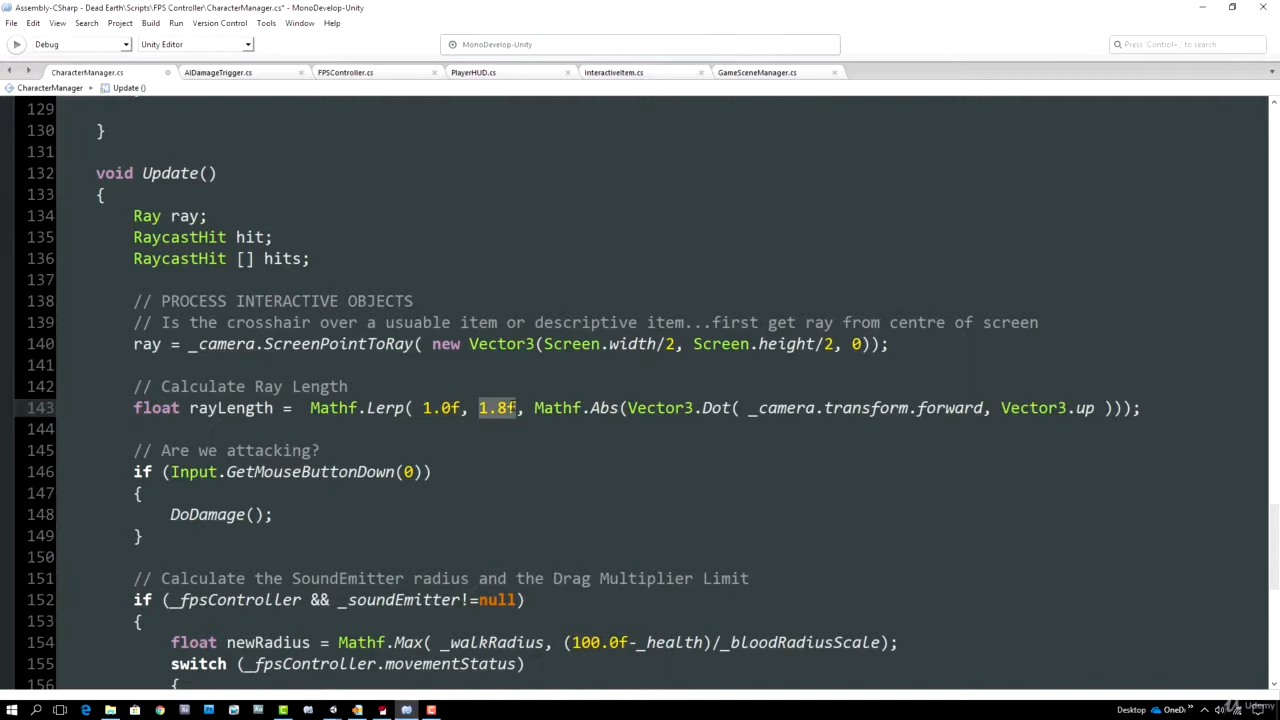 Assembly-CSharp - Dead Earth\Scripts\FPS Controller\CharacterManager.cs* - MonoDevelop-Unity
File Edit View Search Project Build Run Version Control Tools Window Help
Debug Unity Editor MonoDevelop-Unity Press 'Control+,' to search
CharacterManager.cs AIDamageTrigger.cs FPSController.cs PlayerHUD.cs InteractiveItem.cs GameSceneManager.cs
CharacterManager Update ()
129
130 }
131
132 void Update()
133 {
134 Ray ray;
135 RaycastHit hit;
136 RaycastHit [] hits;
137
138 // PROCESS INTERACTIVE OBJECTS
139 // Is the crosshair over a usuable item or descriptive item...first get ray from centre of screen
140 ray = _camera.ScreenPointToRay( new Vector3(Screen.width/2, Screen.height/2, 0));
141
142 // Calculate Ray Length
143 float rayLength = Mathf.Lerp( 1.0f, 1.8f, Mathf.Abs(Vector3.Dot( _camera.transform.forward, Vector3.up )));
144
145 // Are we attacking?
146 if (Input.GetMouseButtonDown(0))
147 {
148 DoDamage();
149 }
150
151 // Calculate the SoundEmitter radius and the Drag Multiplier Limit
152 if (_fpsController && _soundEmitter!=null)
153 {
154 float newRadius = Mathf.Max( _walkRadius, (100.0f-_health)/_bloodRadiusScale);
155 switch (_fpsController.movementStatus)
156 {
Desktop OneDr
Udemy